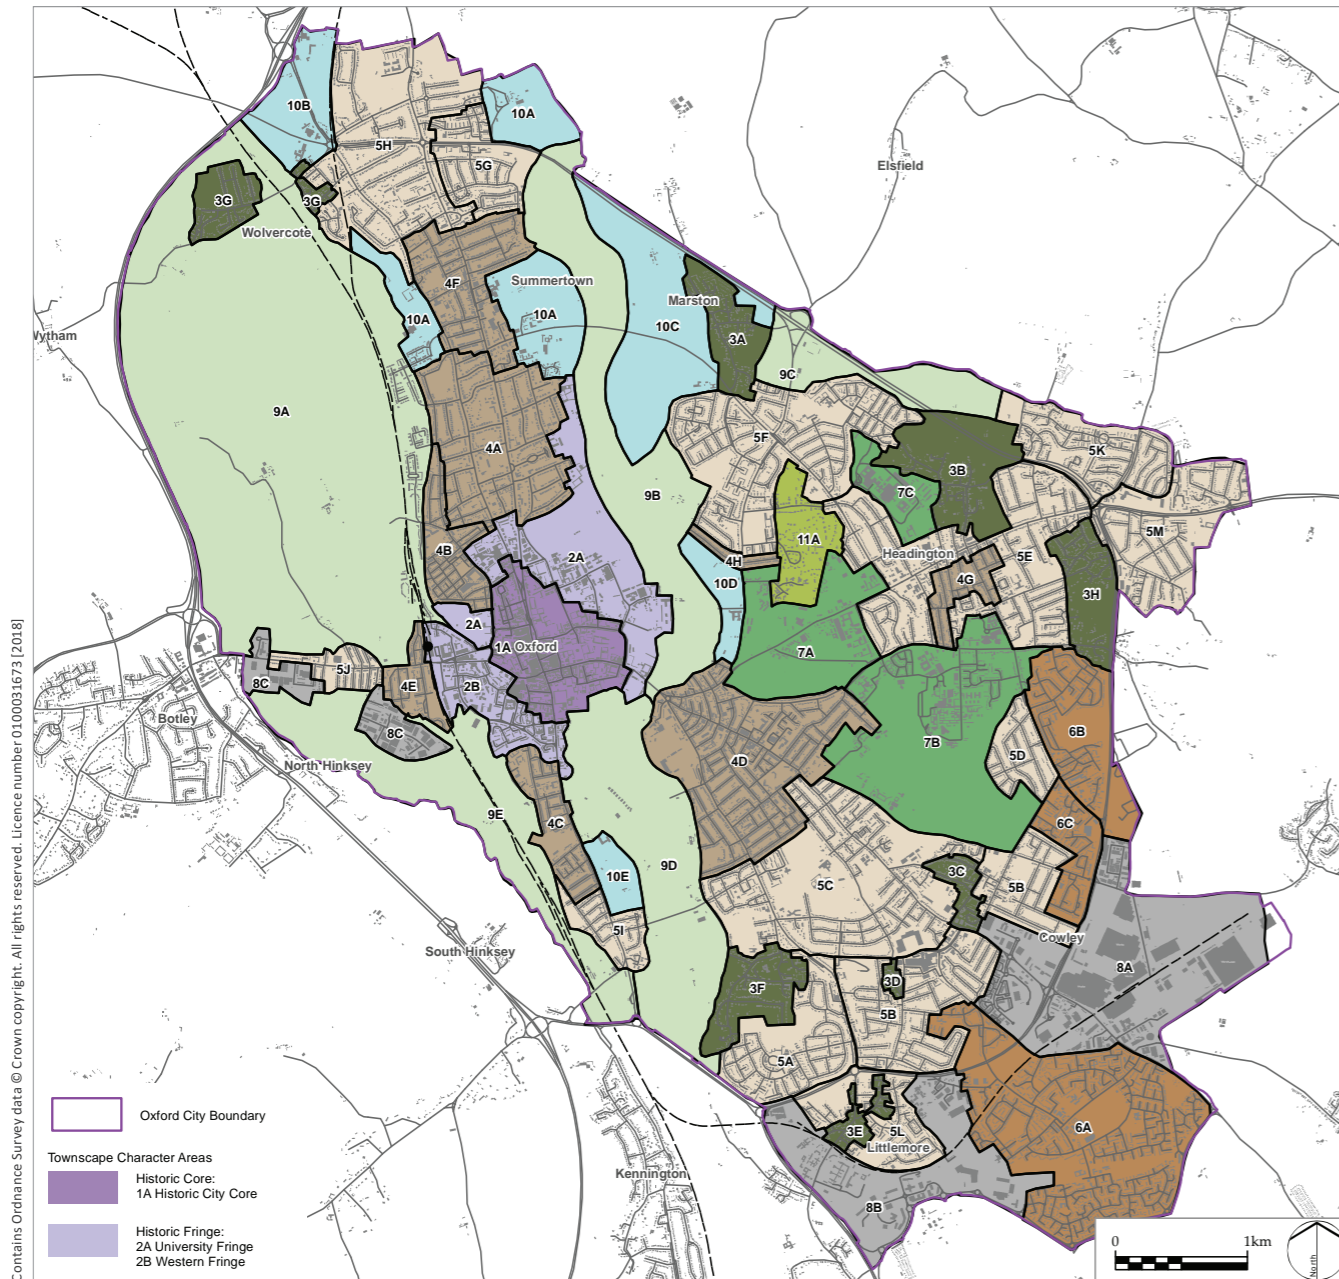 10B
10A
5H
5G
Elsfield
3G
3G
Wolvercote
Summertown
4F
Marston
10A
10A
10C
3A
Wytham
9C
9A
5F
4A
5K
3B
9B
7C
5M
11A
2A
4B
Headington
4H
5E
10D
4G
3H
2A
1A Oxford
7A
5J
8C
4E
2B
Botley
8C
6B
7B
5D
4D
North Hinksey
9E
6C
4C
9D
3C
10E
5C
5B
5I
Cowley
South Hinksey
8A
3F
3D
5B
5A
6A
3E
5L
Littlemore
Kennington
8B
Contains Ordnance Survey data © Crown copyright. All rights reserved. Licence number 0100031673 [2018]
Oxford City Boundary
Townscape Character Areas
Historic Core:
1A Historic City Core
Historic Fringe:
2A University Fringe
2B Western Fringe
0 1km
North